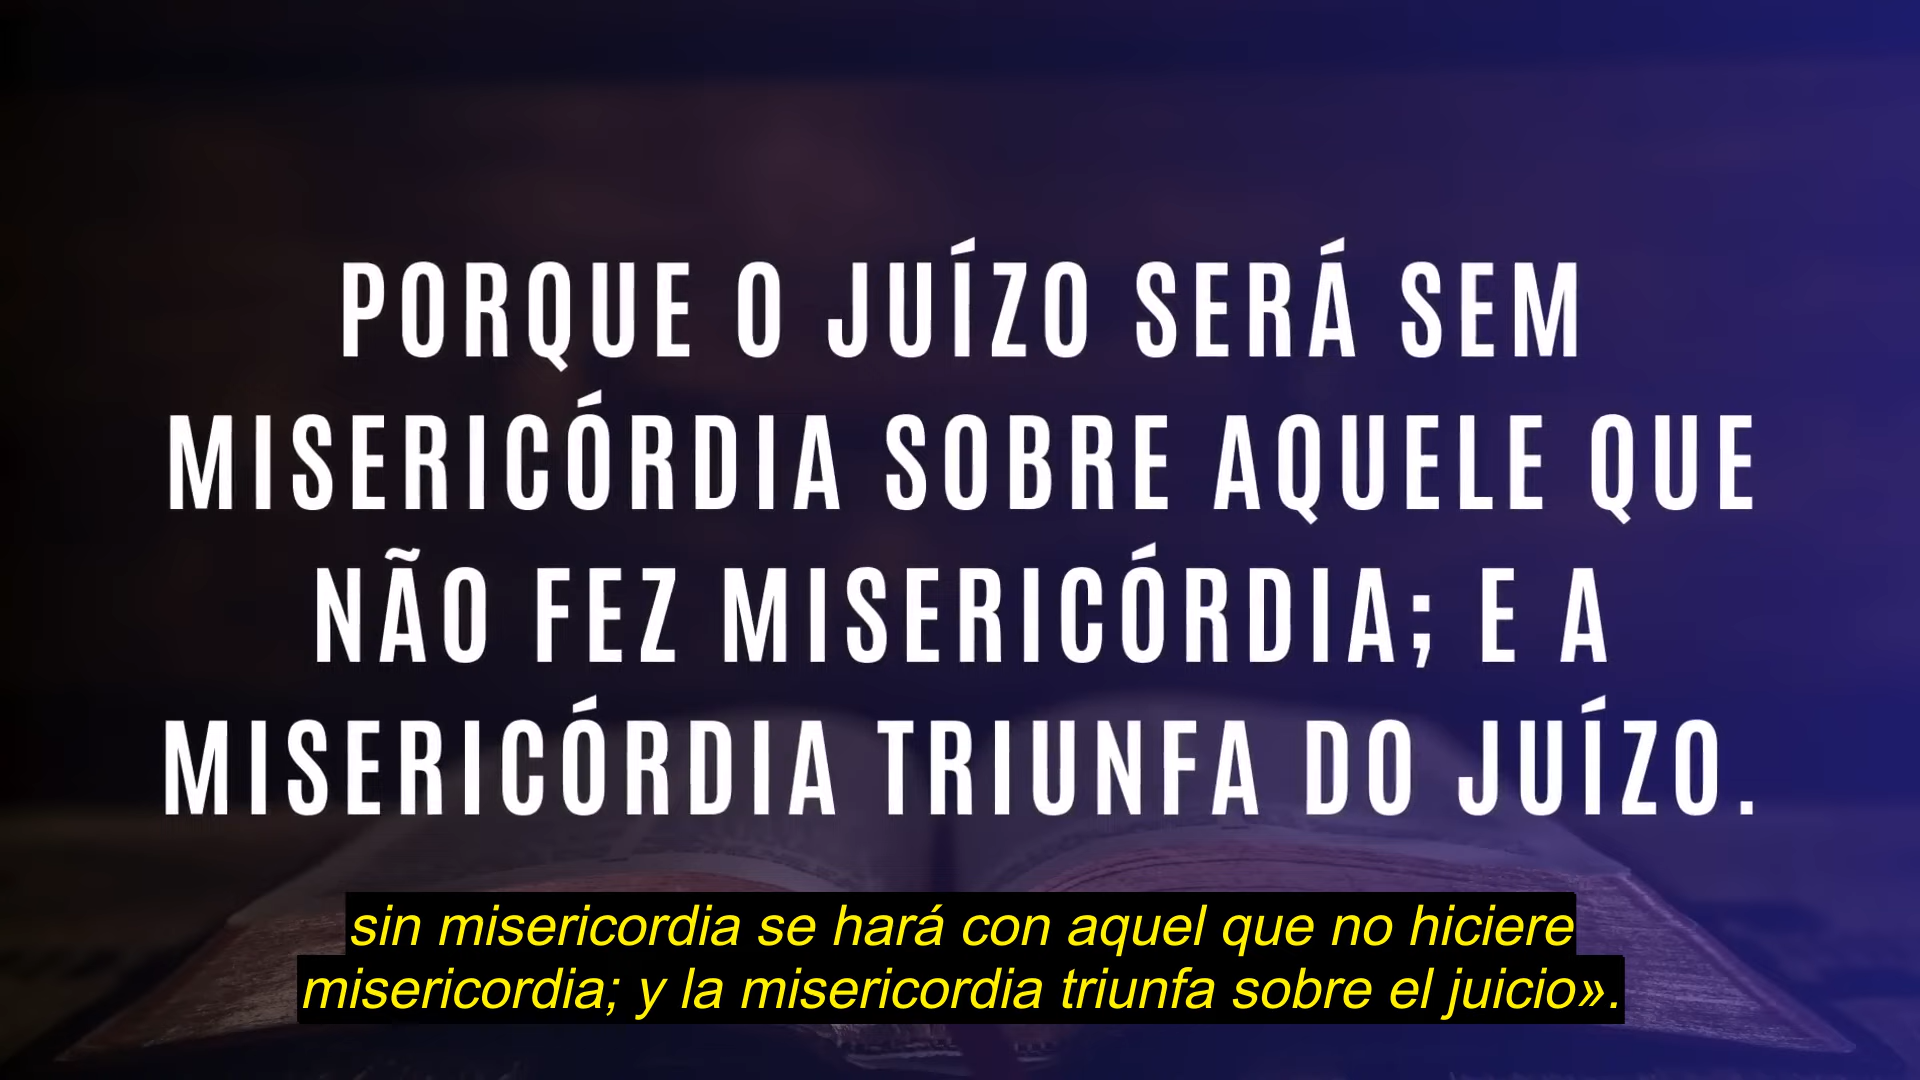 PORQUE O JUÍZO SERÁ SEM
MISERICÓRDIA SOBRE AQUELE QUE
NÃO FEZ MISERICÓRDIA; E A
MISERICÓRDIA TRIUNFA DO JUÍZO.
sin misericordia se hará con aquel que no hiciere
misericordia; y la misericordia triunfa sobre el juicio».